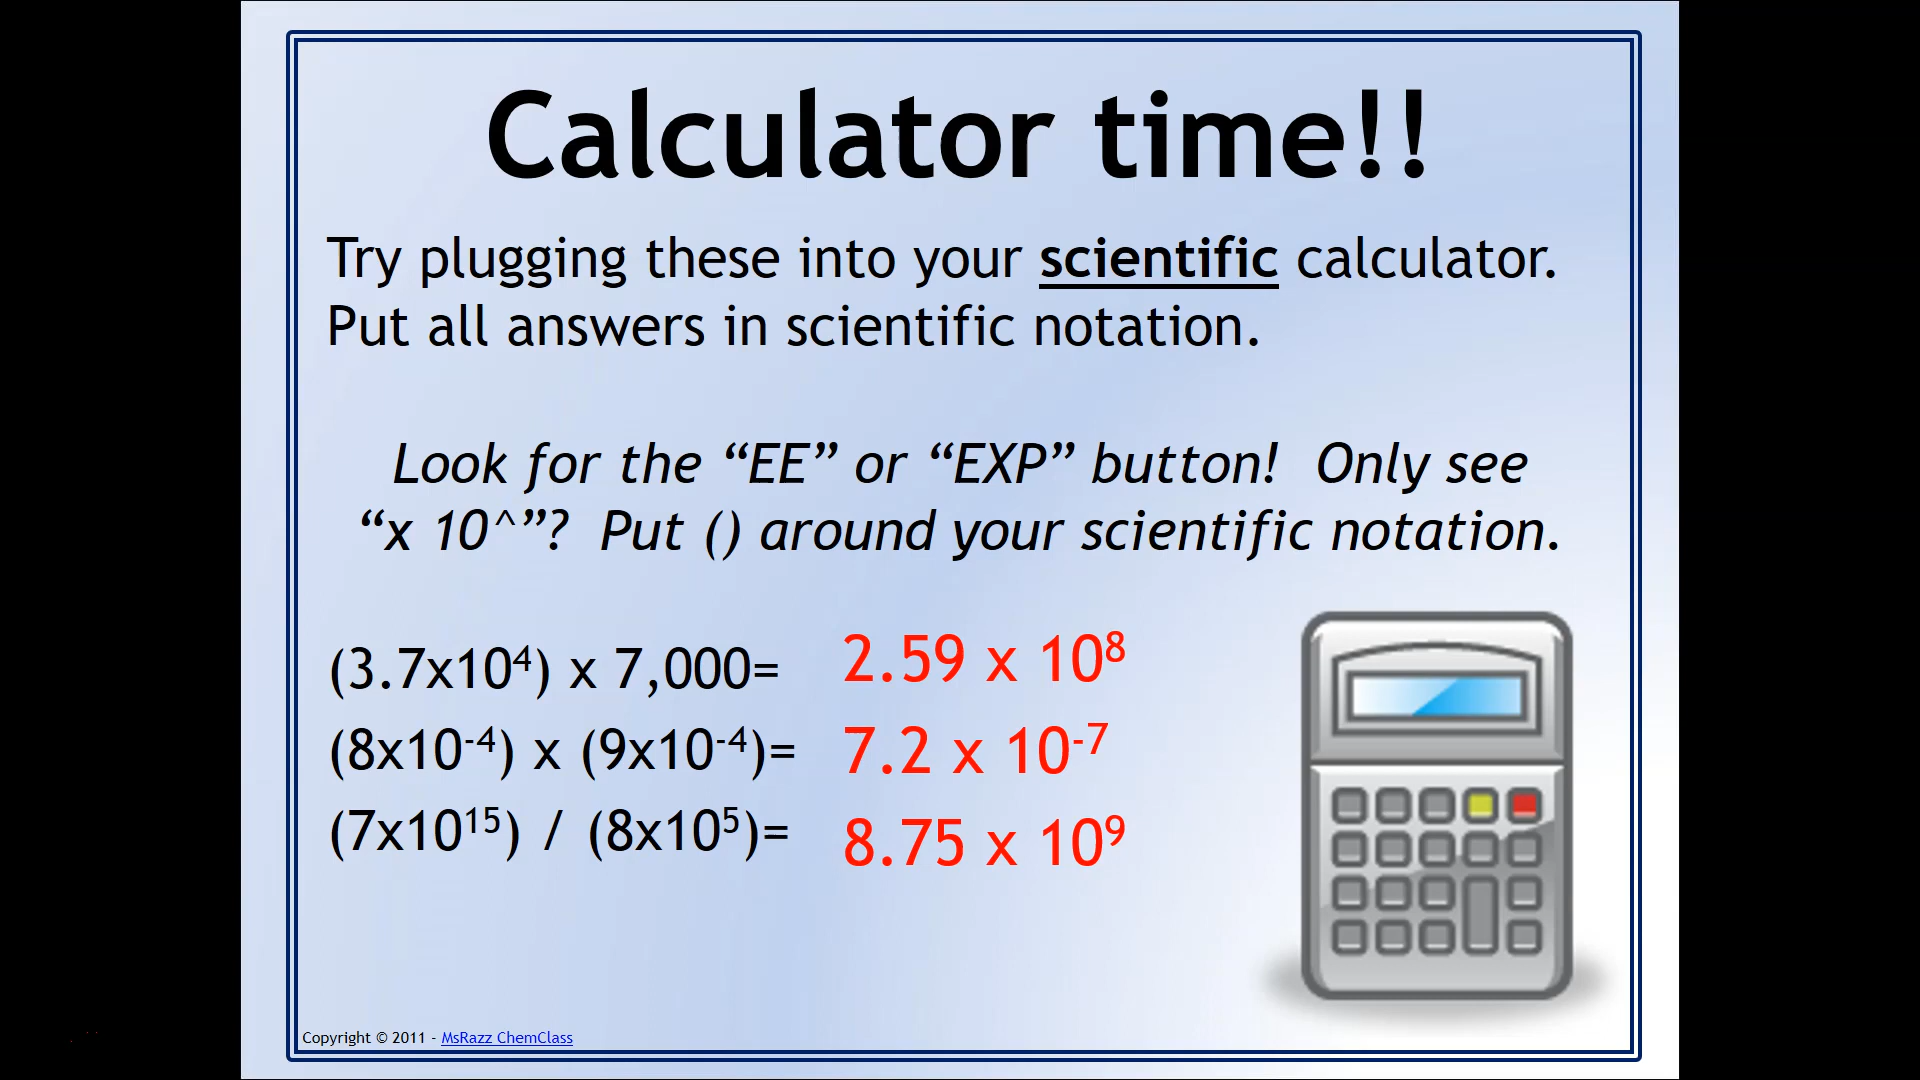 Calculator time!!
Try plugging these into your scientific calculator.
Put all answers in scientific notation.
Look for the “EE” or “EXP” button!  Only see
“x 10^”?  Put () around your scientific notation.
(3.7x10⁴) x 7,000= 2.59 x 10⁸
(8x10⁻⁴) x (9x10⁻⁴)= 7.2 x 10⁻⁷
(7x10¹⁵) / (8x10⁵)= 8.75 x 10⁹
Copyright © 2011 - MsRazz ChemClass